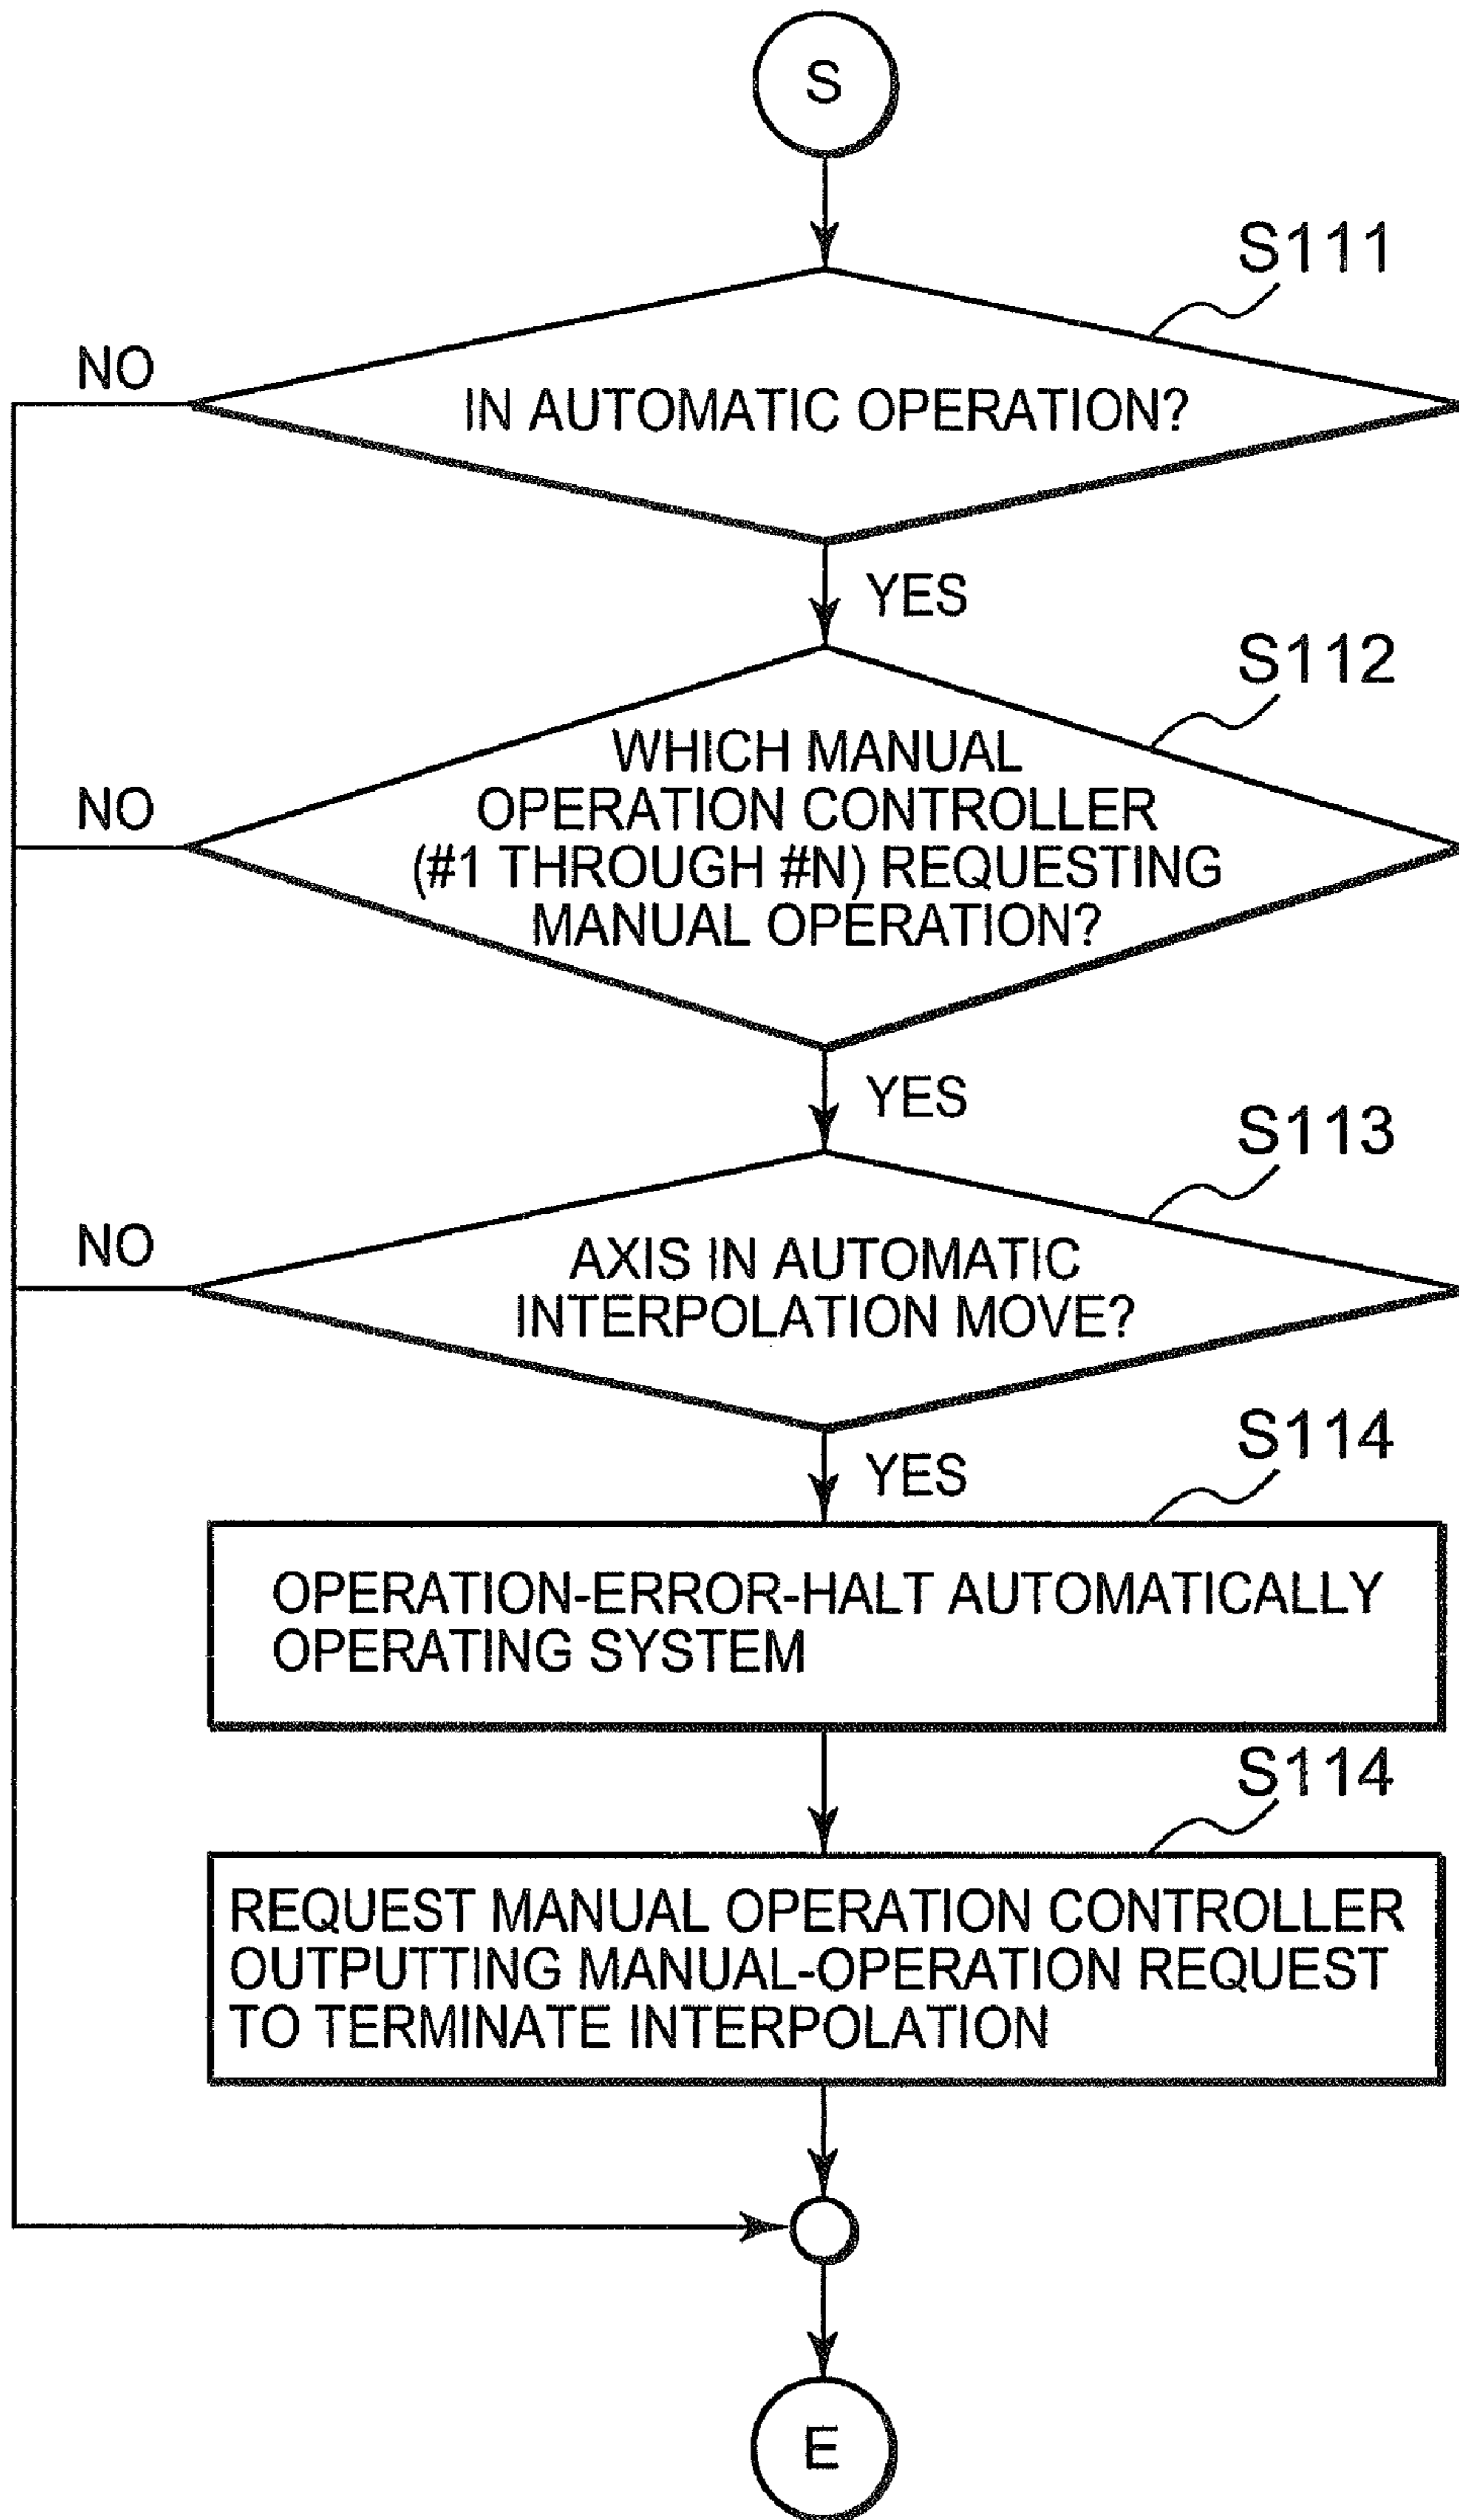 S
S111
NO
IN AUTOMATIC OPERATION?
YES
S112
NO
WHICH MANUAL
OPERATION CONTROLLER
(#1 THROUGH #N) REQUESTING
MANUAL OPERATION?
YES
S113
NO
AXIS IN AUTOMATIC
INTERPOLATION MOVE?
YES
S114
OPERATION-ERROR-HALT AUTOMATICALLY
OPERATING SYSTEM
S114
REQUEST MANUAL OPERATION CONTROLLER
OUTPUTTING MANUAL-OPERATION REQUEST
TO TERMINATE INTERPOLATION
E